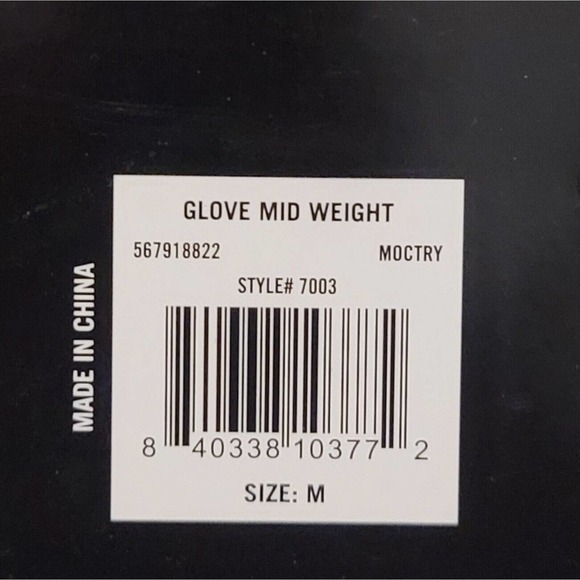 GLOVE MID WEIGHT
567918822 MOCTRY
STYLE# 7003
8 40338 10377 2
SIZE: M
MADE IN CHINA